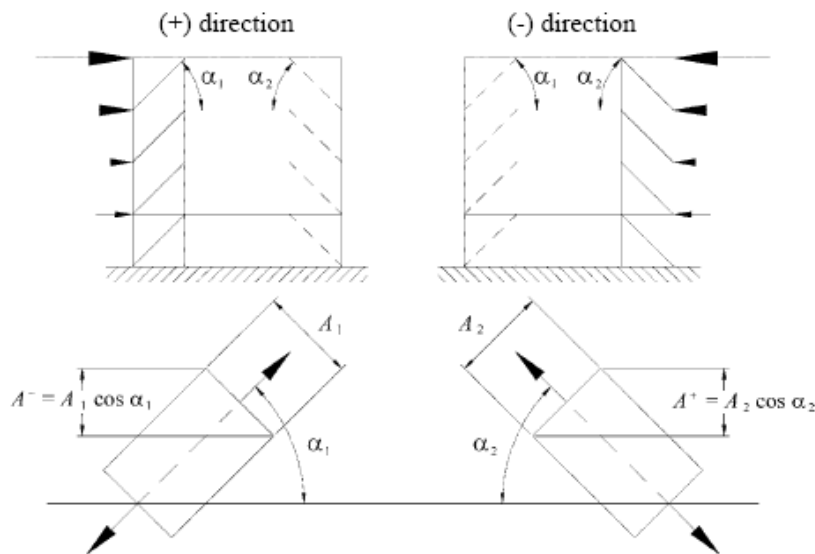 (+) direction
(-) direction
α₁
α₂
α₁
α₂
A₁
A₂
A⁻ = A₁ cos α₁
A⁺ = A₂ cos α₂
α₁
α₂